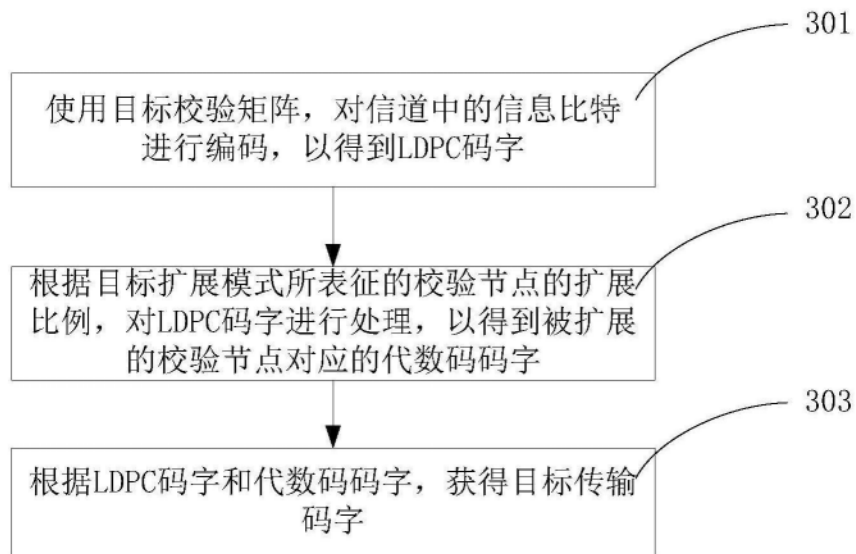 301
使用目标校验矩阵，对信道中的信息比特
进行编码，以得到LDPC码字
302
根据目标扩展模式所表征的校验节点的扩展
比例，对LDPC码字进行处理，以得到被扩展
的校验节点对应的代数码码字
303
根据LDPC码字和代数码码字，获得目标传输
码字